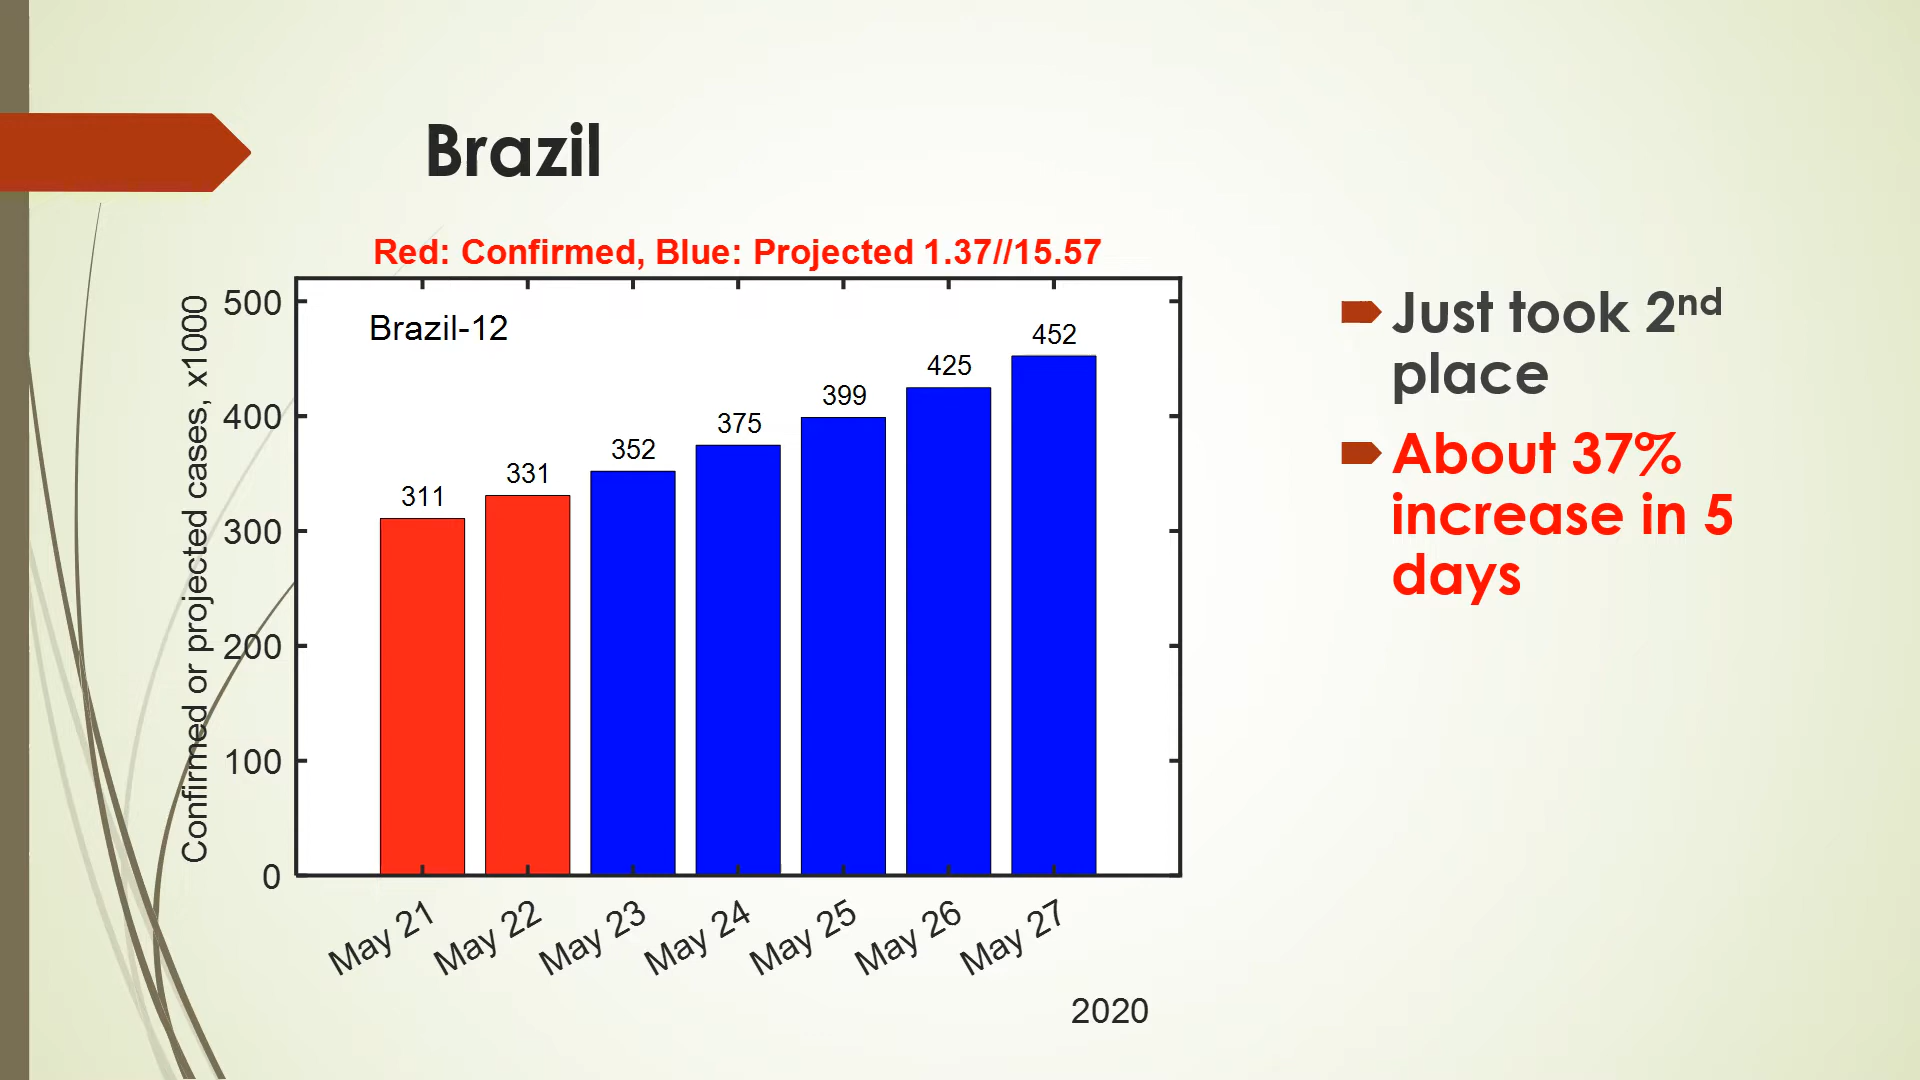 Brazil
Red: Confirmed, Blue: Projected 1.37//15.57
Brazil-12
Confirmed or projected cases, x1000
500
400
300
200
100
0
311
331
352
375
399
425
452
May 21
May 22
May 23
May 24
May 25
May 26
May 27
2020
Just took 2nd
place
About 37%
increase in 5
days